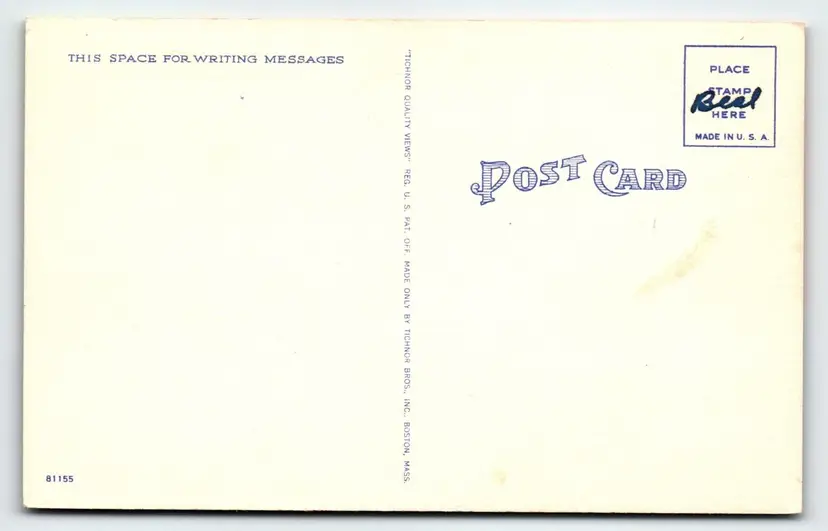 THIS SPACE FOR WRITING MESSAGES
"TICHNOR QUALITY VIEWS" REG. U. S. PAT. OFF. MADE ONLY BY TICHNOR BROS., INC., BOSTON, MASS.
PLACE
STAMP
Beal
HERE
MADE IN U. S. A.
POST CARD
81155